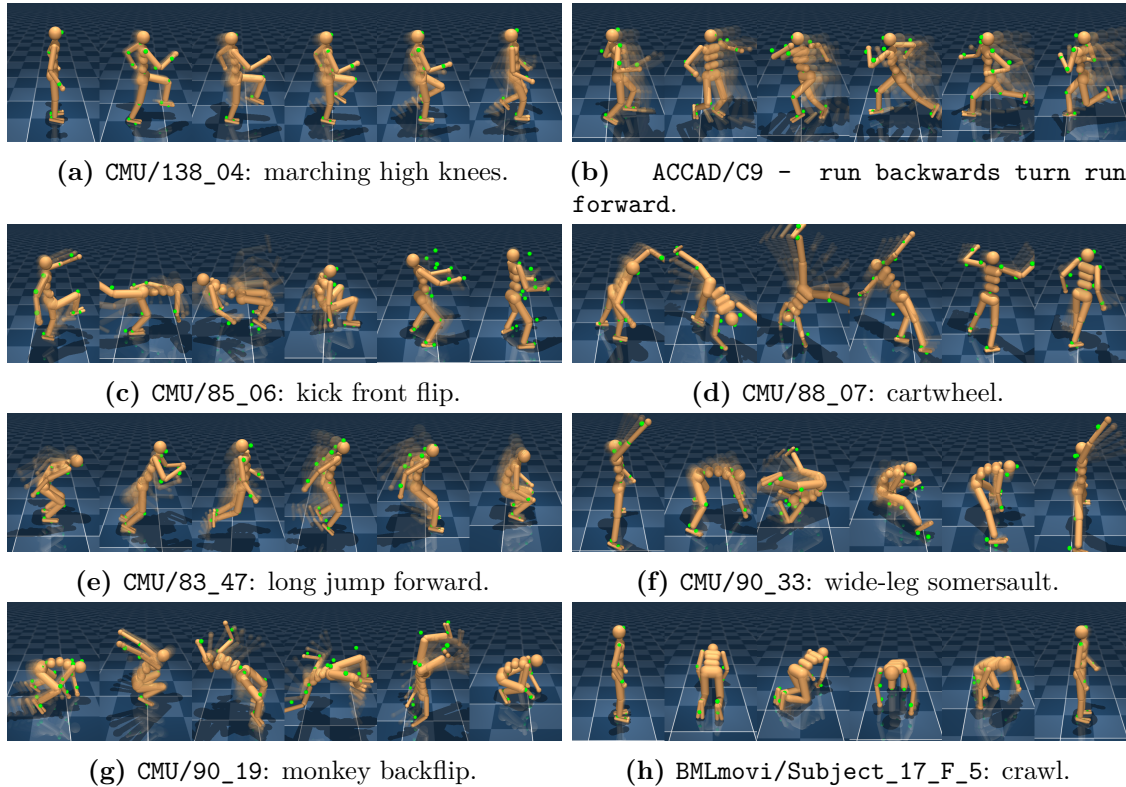 (a) CMU/138_04: marching high knees.
(b) ACCAD/C9 - run backwards turn run
forward.
(c) CMU/85_06: kick front flip.
(d) CMU/88_07: cartwheel.
(e) CMU/83_47: long jump forward.
(f) CMU/90_33: wide-leg somersault.
(g) CMU/90_19: monkey backflip.
(h) BMLmovi/Subject_17_F_5: crawl.